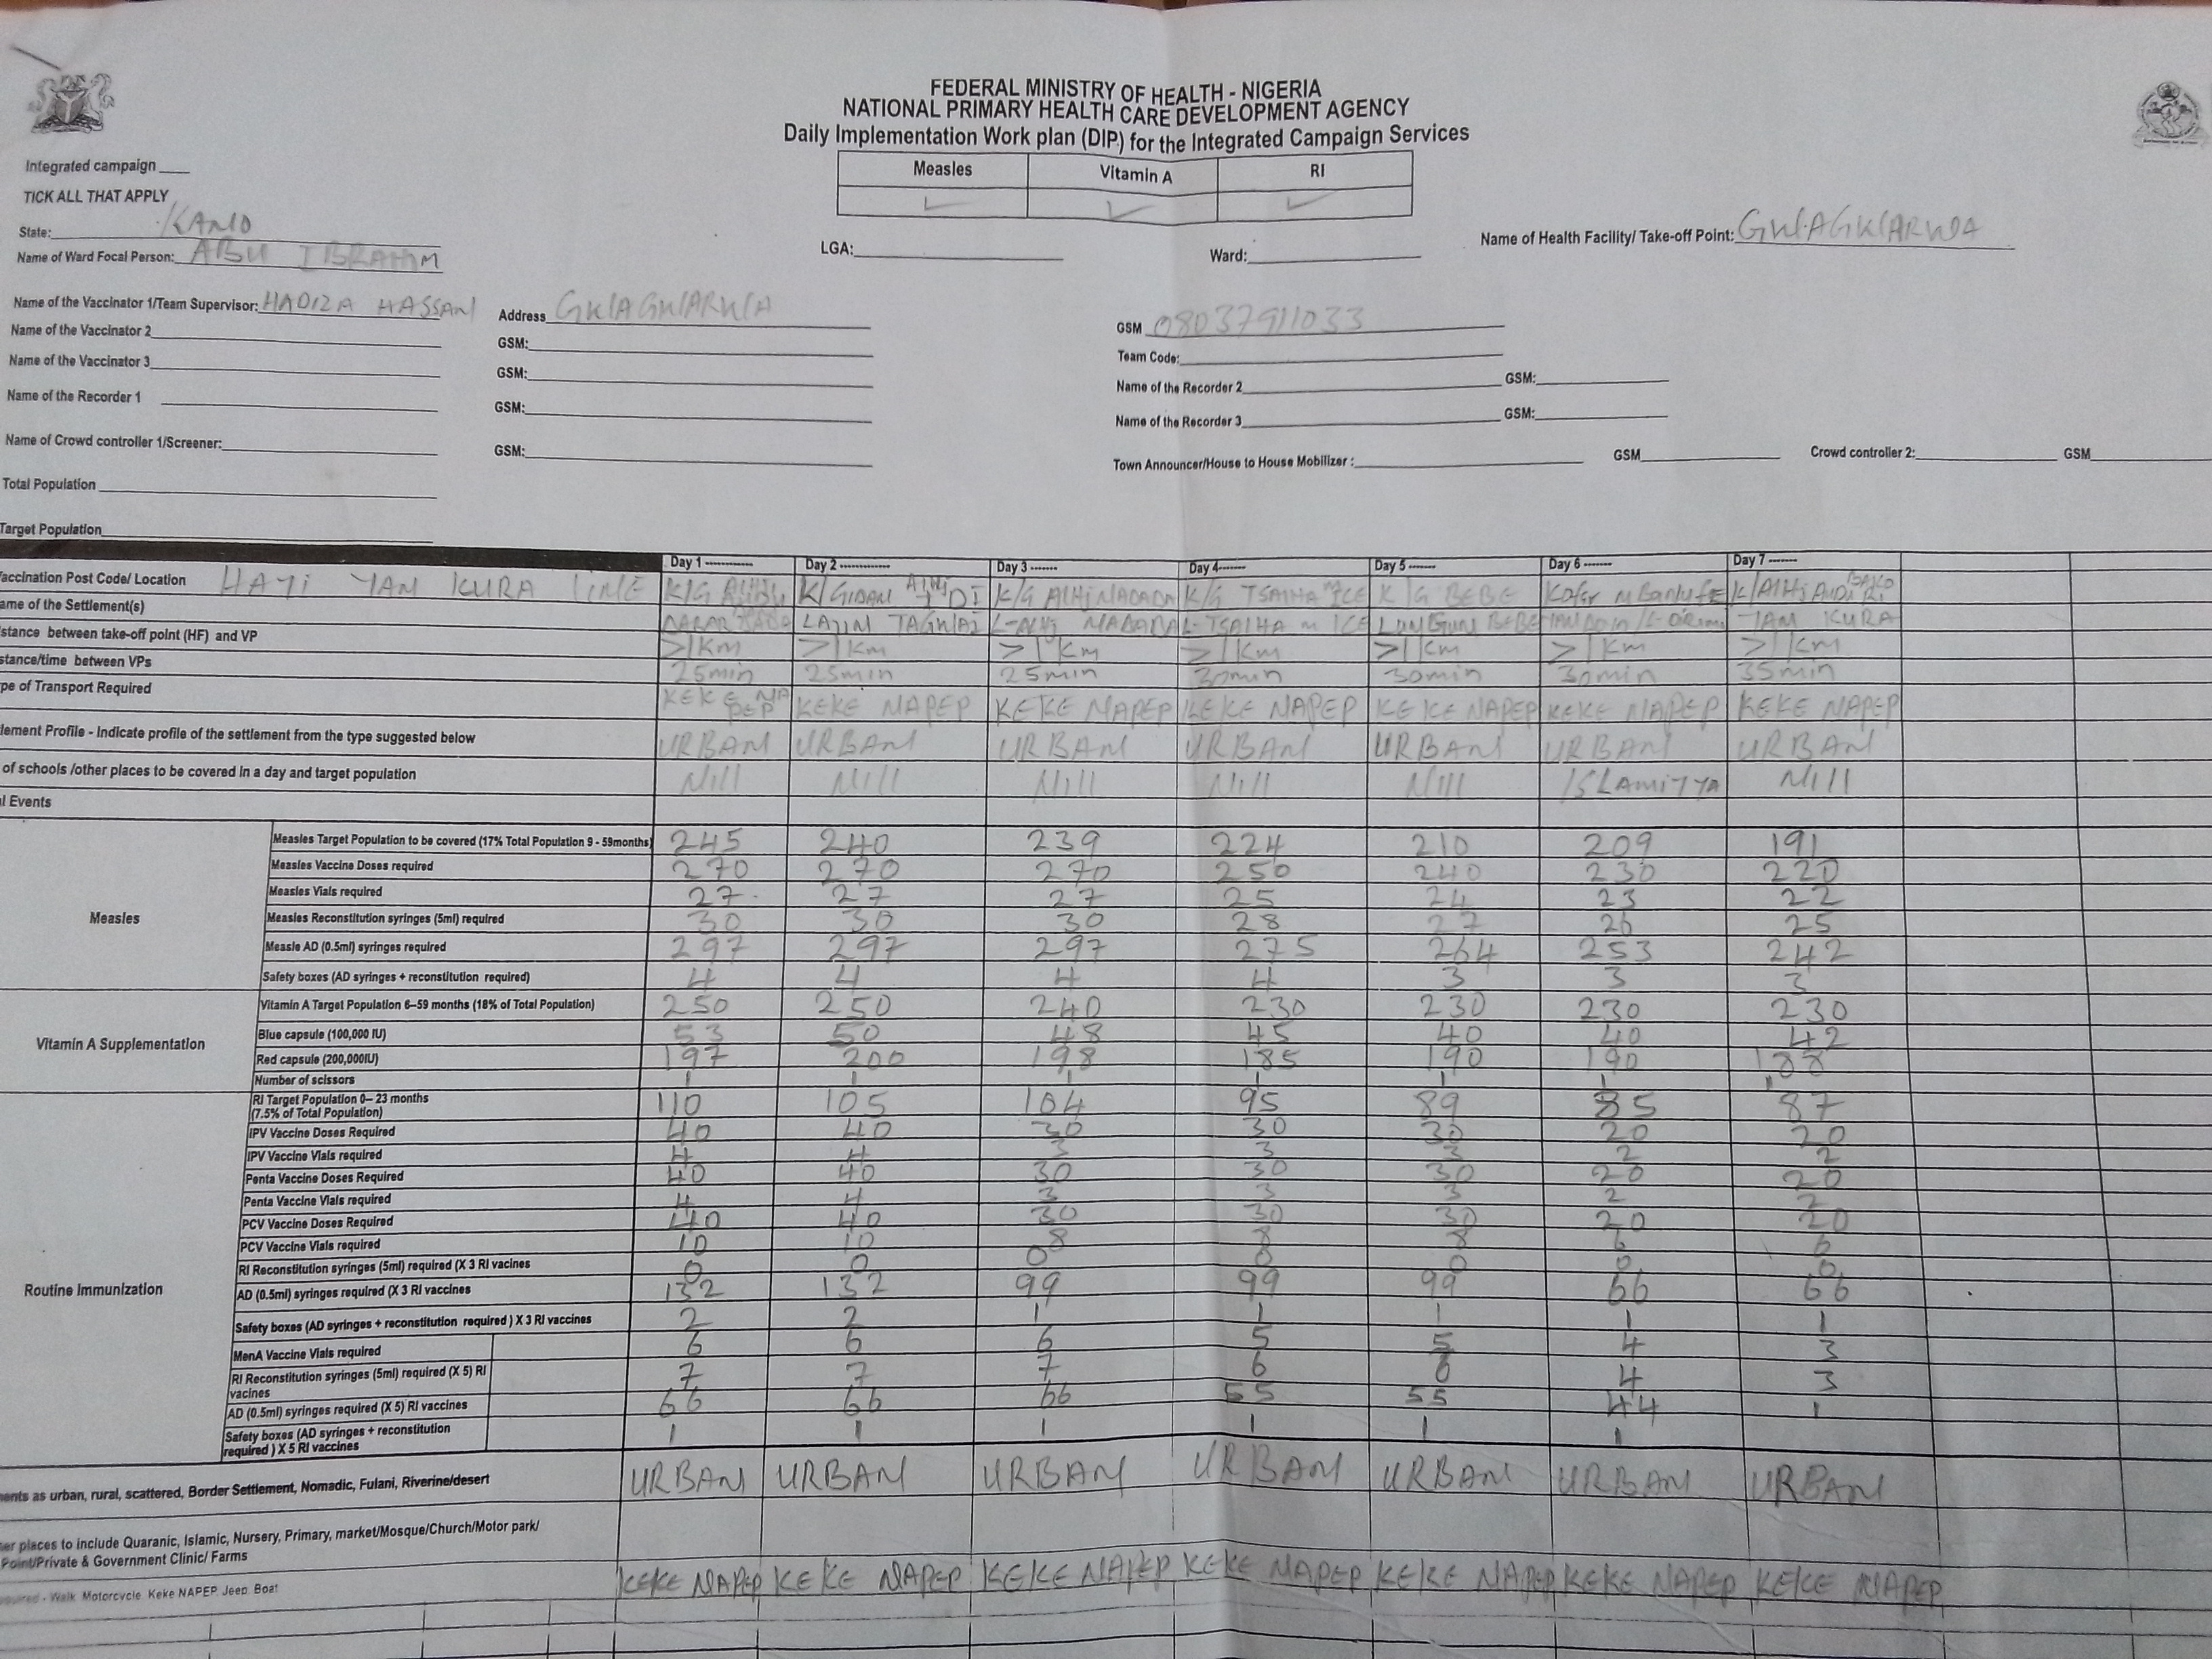 FEDERAL MINISTRY OF HEALTH - NIGERIA
NATIONAL PRIMARY HEALTH CARE DEVELOPMENT AGENCY
Daily Implementation Work plan (DIP) for the Integrated Campaign Services
Integrated campaign
Measles Vitamin A RI
TICK ALL THAT APPLY
✓ ✓ ✓
State: KANO
Name of Health Facility/ Take-off Point: GWAGWARWA
Name of Ward Focal Person: ABU IBRAHIM LGA: Ward:
Name of the Vaccinator 1/Team Supervisor: HADIZA HASSAN Address GWAGWARWA GSM 08037911033
Name of the Vaccinator 2 GSM: Team Code:
Name of the Vaccinator 3 GSM: Name of the Recorder 2 GSM:
Name of the Recorder 1 GSM: Name of the Recorder 3 GSM:
Name of Crowd controller 1/Screener: GSM: Town Announcer/House to House Mobilizer : GSM Crowd controller 2: GSM
Total Population
Target Population
Day 1 Day 2 Day 3 Day 4 Day 5 Day 6 Day 7
Vaccination Post Code/ Location HAYI YAN KURA K/G K/GIDAN ALHJ K/G ALHJ NADADA K/G TSAIHA K/G BEBE KOFAR K/ALHJ
ame of the Settlement(s) LAYIN L-ALHJ NADADA L-TSAIHA LUNGUN BEBE YAN KURA
stance between take-off point (HF) and VP >1Km >1Km >1Km >1Km >1Km >1Km >1Km
stance/time between VPs 25min 25min 25min 30min 30min 30min 35min
pe of Transport Required KEKE NAPEP KEKE NAPEP KEKE NAPEP KEKE NAPEP KEKE NAPEP KEKE NAPEP KEKE NAPEP
lement Profile - Indicate profile of the settlement from the type suggested below URBAN URBAN URBAN URBAN URBAN URBAN URBAN
of schools /other places to be covered in a day and target population Nill Nill Nill Nill Nill ISLAMIYYA Nill
l Events
Measles
Measles Target Population to be covered (17% Total Population 9 - 59months) 245 240 239 224 210 209 191
Measles Vaccine Doses required 270 270 270 250 240 230 220
Measles Vials required 27 27 27 25 24 23 22
Measles Reconstitution syringes (5ml) required 30 30 30 28 27 26 25
Measle AD (0.5ml) syringes required 297 297 297 275 264 253 242
Safety boxes (AD syringes + reconstitution required) 4 4 4 4 3 3 3
Vitamin A Supplementation
Vitamin A Target Population 6–59 months (18% of Total Population) 250 250 240 230 230 230 230
Blue capsule (100,000 IU) 53 50 48 45 40 40 42
Red capsule (200,000IU) 197 200 198 185 190 190 188
Number of scissors 1 1 1 1 1 1
Routine Immunization
RI Target Population 0– 23 months
(7.5% of Total Population) 110 105 104 95 89 85 87
IPV Vaccine Doses Required 40 40 30 30 30 20 20
IPV Vaccine Vials required 4 4 3 3 3 2 2
Penta Vaccine Doses Required 40 40 30 30 30 20 20
Penta Vaccine Vials required 4 4 3 3 3 2 2
PCV Vaccine Doses Required 40 40 30 30 30 20 20
PCV Vaccine Vials required 10 10 8 8 8 6 6
RI Reconstitution syringes (5ml) required (X 3 RI vacines 0 0 0 0 0 0 0
AD (0.5ml) syringes required (X 3 RI vaccines 132 132 99 99 99 66 66
Safety boxes (AD syringes + reconstitution required ) X 3 RI vaccines 2 2 1 1 1 1 1
MenA Vaccine Vials required 6 6 6 5 5 4 3
RI Reconstitution syringes (5ml) required (X 5) RI
vacines 7 7 7 6 6 4 3
AD (0.5ml) syringes required (X 5) RI vaccines 66 66 66 55 55 44 1
Safety boxes (AD syringes + reconstitution
required ) X 5 RI vaccines 1 1 1 1 1 1
ents as urban, rural, scattered, Border Settlement, Nomadic, Fulani, Riverine/desert URBAN URBAN URBAN URBAN URBAN URBAN URBAN
er places to include Quaranic, Islamic, Nursery, Primary, market/Mosque/Church/Motor park/
Point/Private & Government Clinic/ Farms
quired - Walk Motorcycle Keke NAPEP Jeep Boat KEKE NAPEP KEKE NAPEP KEKE NAPEP KEKE NAPEP KEKE NAPEP KEKE NAPEP KEKE NAPEP